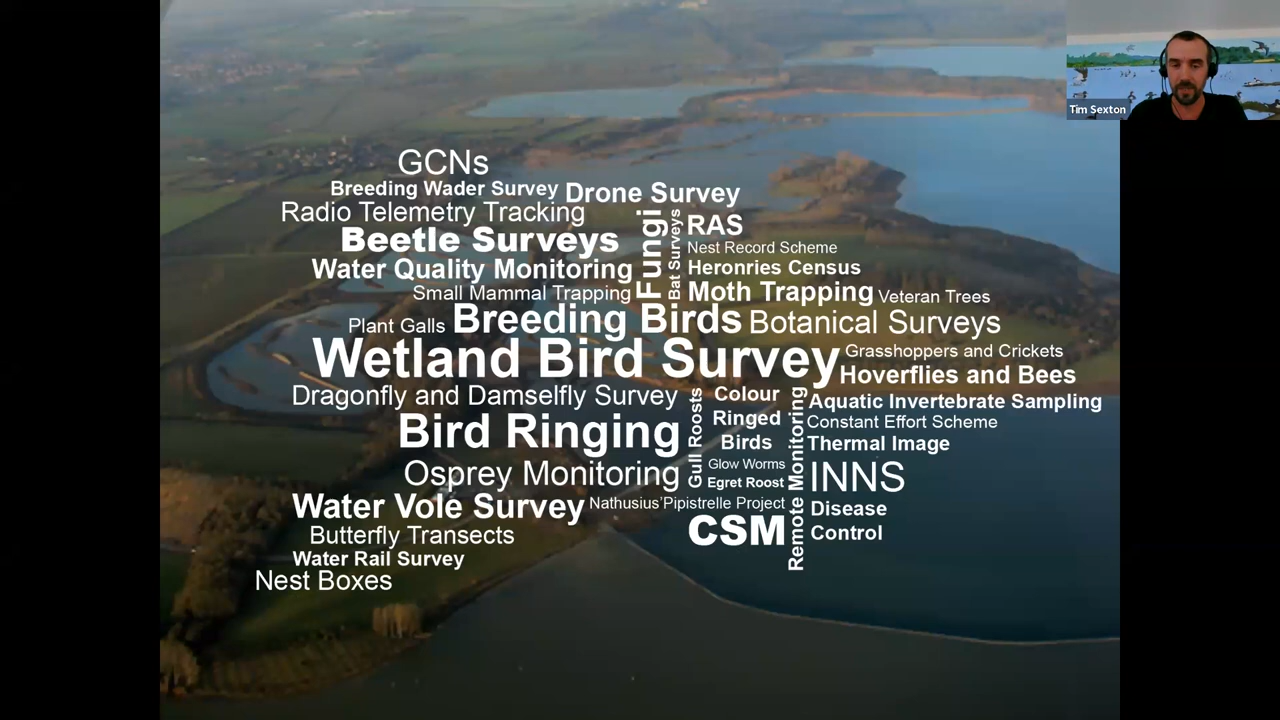 Tim Sexton
GCNs
Breeding Wader Survey
Drone Survey
Radio Telemetry Tracking
Fungi
Bat Surveys
RAS
Beetle Surveys
Nest Record Scheme
Water Quality Monitoring
Heronries Census
Small Mammal Trapping
Moth Trapping
Veteran Trees
Plant Galls
Breeding Birds
Botanical Surveys
Wetland Bird Survey
Grasshoppers and Crickets
Hoverflies and Bees
Dragonfly and Damselfly Survey
Gull Roosts
Colour
Ringed
Birds
Remote Monitoring
Aquatic Invertebrate Sampling
Constant Effort Scheme
Bird Ringing
Thermal Image
Osprey Monitoring
Glow Worms
Egret Roost
INNS
Water Vole Survey
Nathusius'Pipistrelle Project
Disease
Control
CSM
Butterfly Transects
Water Rail Survey
Nest Boxes